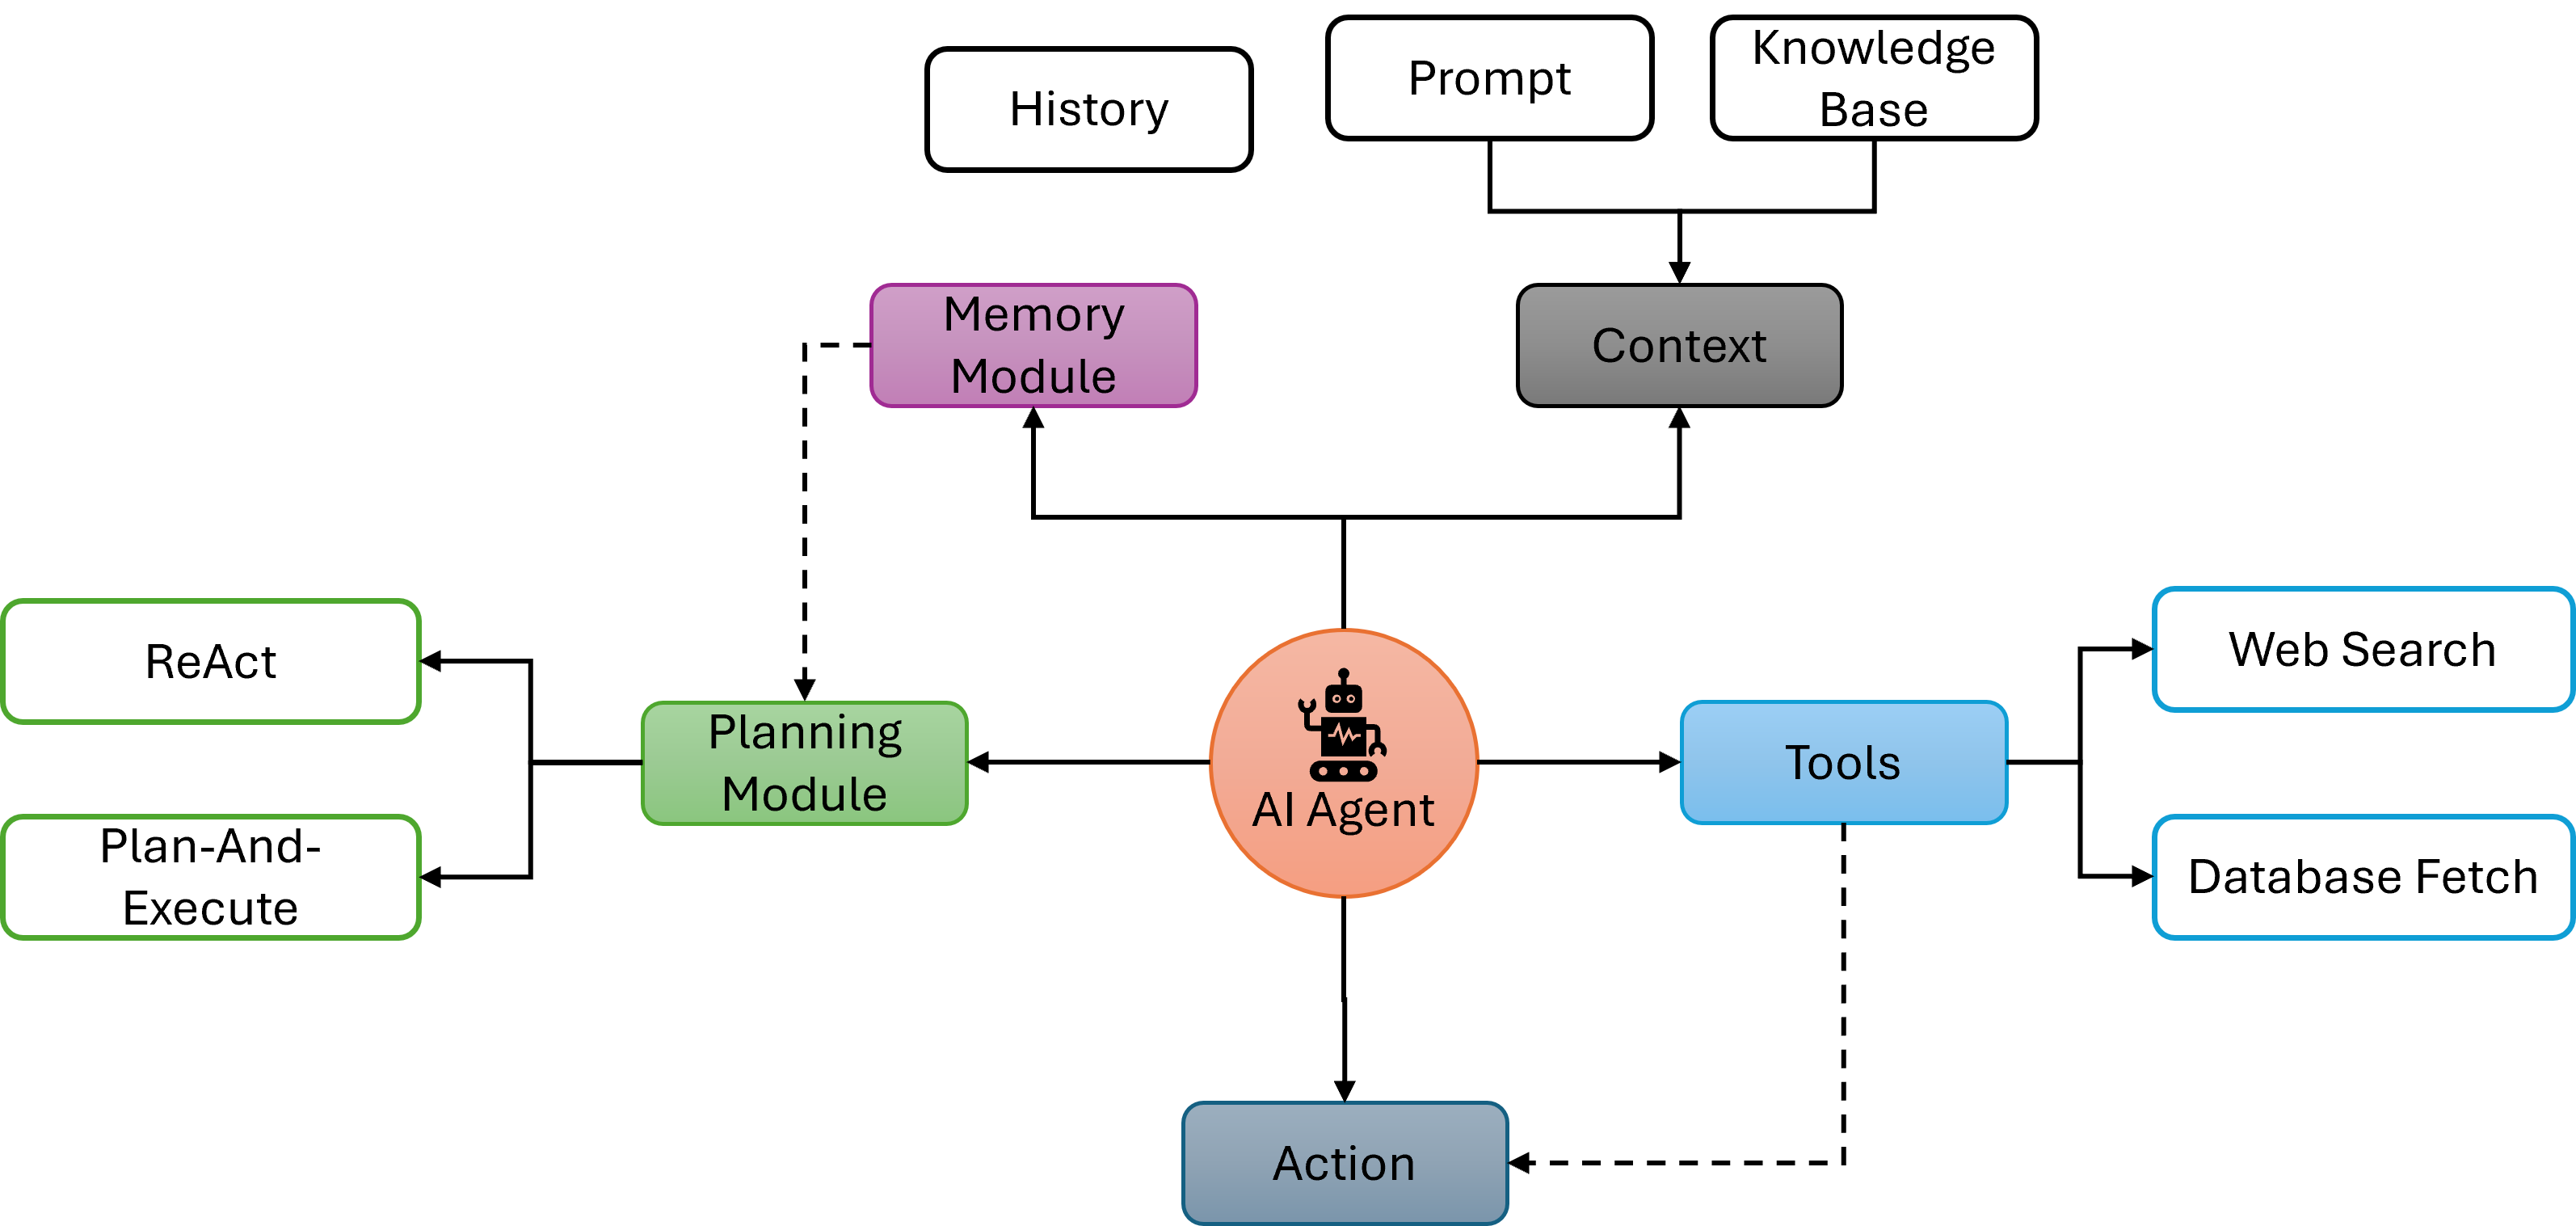 History
Prompt
Knowledge
Base
Memory
Module
Context
ReAct
Plan-And-
Execute
Planning
Module
AI Agent
Tools
Web Search
Database Fetch
Action